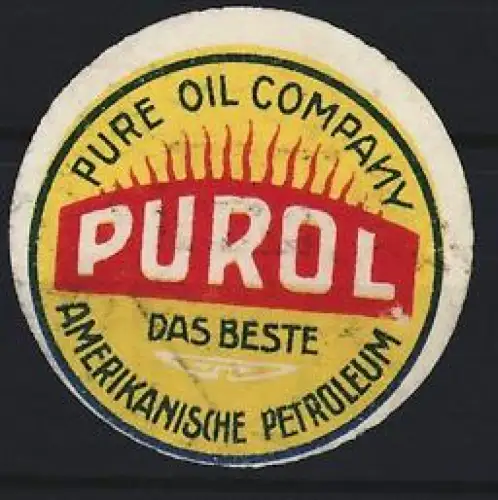 PURE OIL COMPANY
PUROL
DAS BESTE
AMERIKANISCHE PETROLEUM